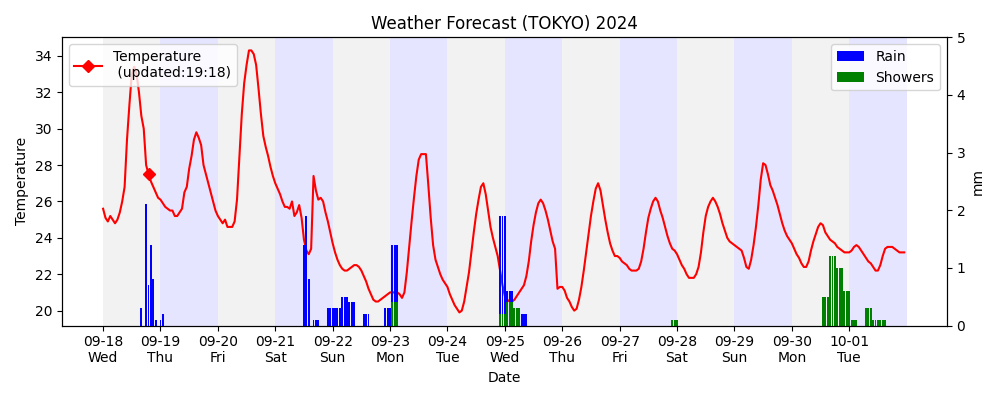 Weather Forecast (TOKYO) 2024
Temperature
(updated:19:18)
Rain
Showers
Temperature
34
32
30
28
26
24
22
20
5
4
3
2
1
0
mm
09-18 09-19 09-20 09-21 09-22 09-23 09-24 09-25 09-26 09-27 09-28 09-29 09-30 10-01
Wed Thu Fri Sat Sun Mon Tue Wed Thu Fri Sat Sun Mon Tue
Date